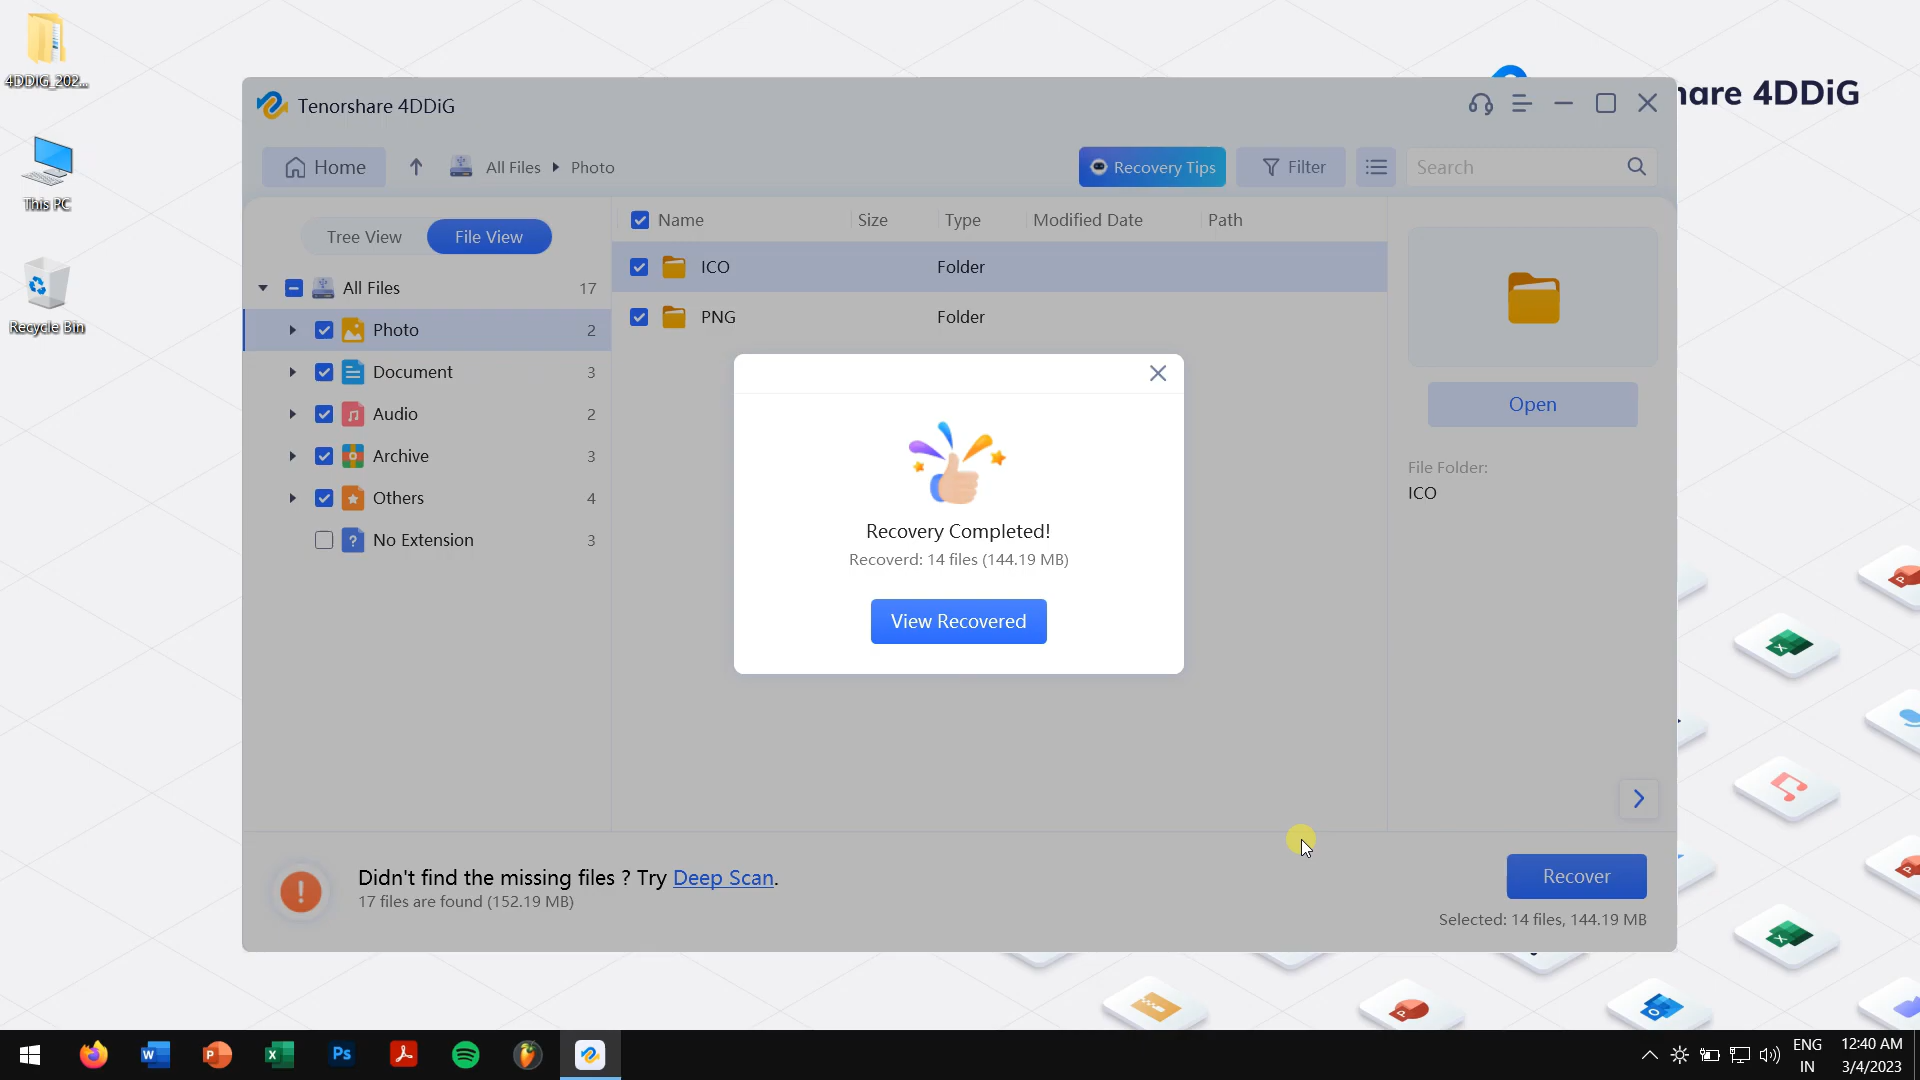 4DDIG_202...
This PC
Recycle Bin
hare 4DDiG
Tenorshare 4DDiG
Home
All Files
Photo
Recovery Tips
Filter
Search
Tree View
File View
Name
Size
Type
Modified Date
Path
All Files 17
Photo 2
Document 3
Audio 2
Archive 3
Others 4
No Extension 3
ICO Folder
PNG Folder
Open
File Folder:
ICO
Recovery Completed!
Recoverd: 14 files (144.19 MB)
View Recovered
Didn't find the missing files ? Try Deep Scan.
17 files are found (152.19 MB)
Recover
Selected: 14 files, 144.19 MB
Ps
ENG
IN
12:40 AM
3/4/2023